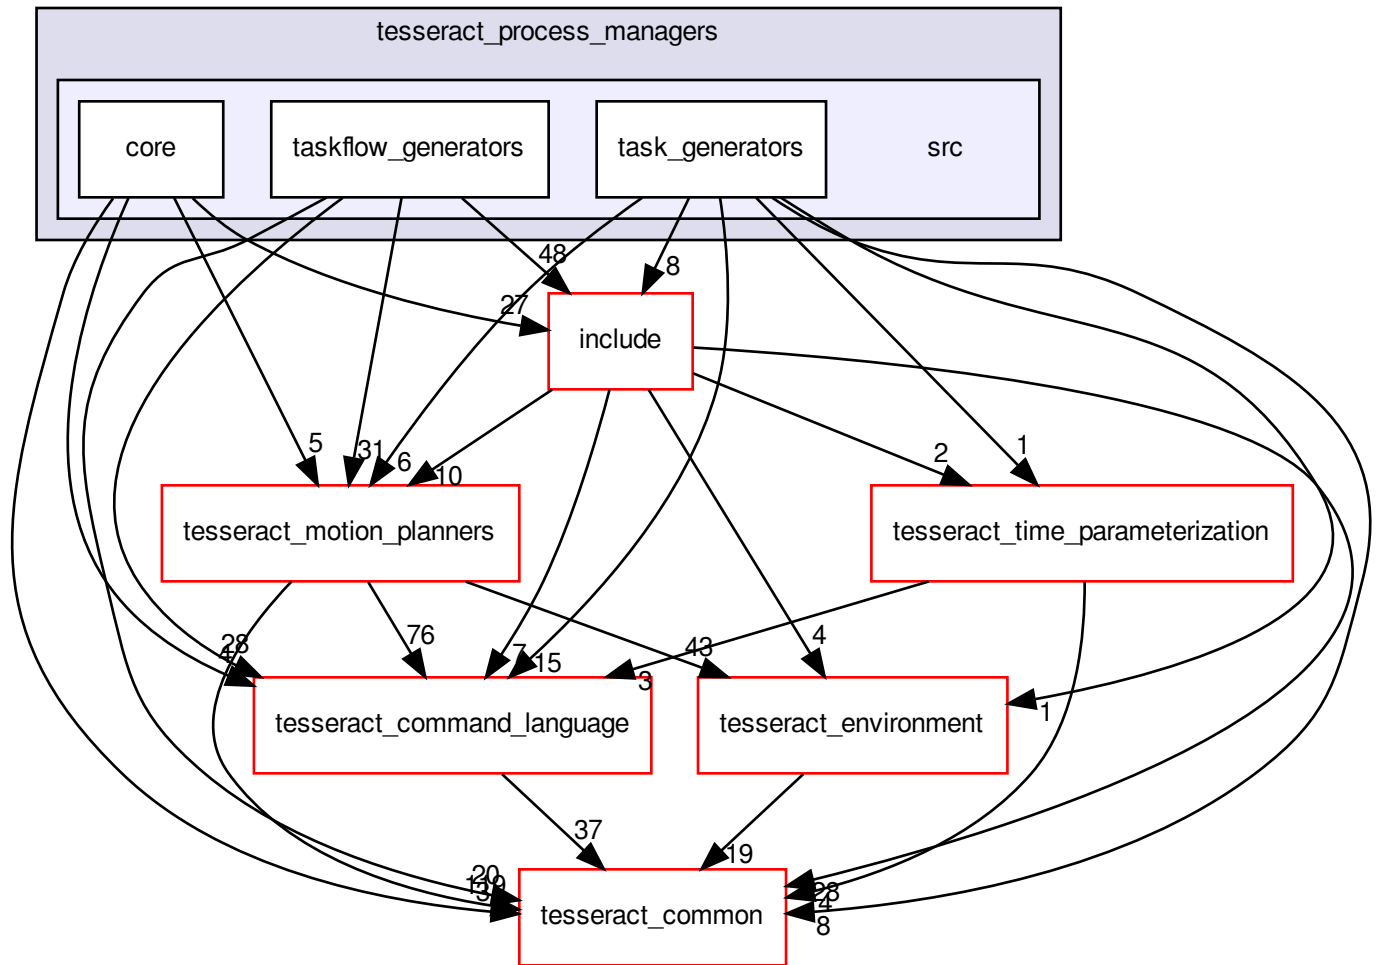 tesseract_process_managers
core
taskflow_generators
task_generators
src
48
8
27
include
5
31
6
10
2
1
tesseract_motion_planners
tesseract_time_parameterization
28
76
7
15
3
43
4
1
tesseract_command_language
tesseract_environment
37
19
20
28
4
8
tesseract_common